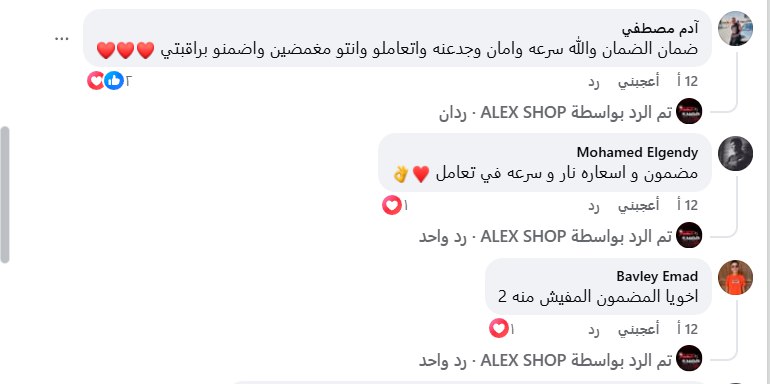 آدم مصطفي
ضمان الضمان والله سرعه وامان وجدعنه واتعاملو وانتو مغمضين واضمنو براقبتي ❤️❤️❤️
12 أ أعجبني رد ٢
تم الرد بواسطة ALEX SHOP · ردان
Mohamed Elgendy
مضمون و اسعاره نار و سرعه في تعامل ❤️👌
12 أ أعجبني رد ١
تم الرد بواسطة ALEX SHOP · رد واحد
Bavley Emad
اخويا المضمون المفيش منه 2
12 أ أعجبني رد ١
تم الرد بواسطة ALEX SHOP · رد واحد